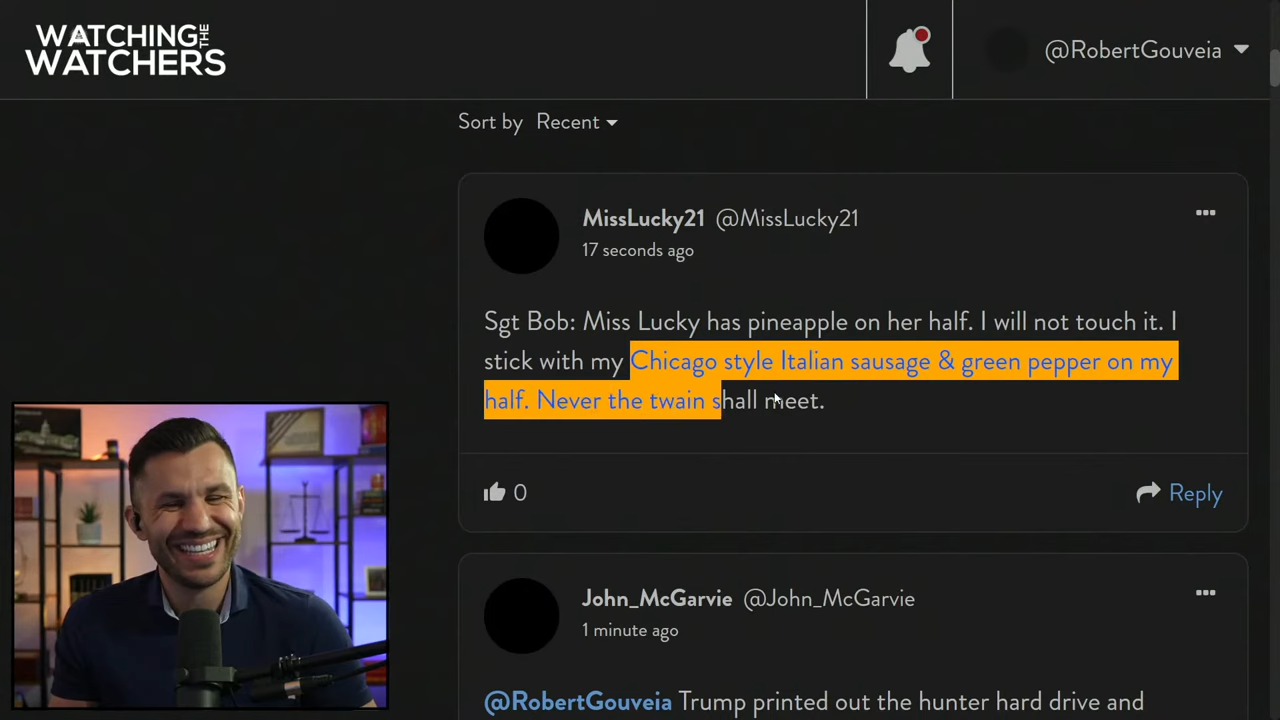 WATCHING THE
WATCHERS
@RobertGouveia
Sort by Recent
MissLucky21 @MissLucky21
17 seconds ago
Sgt Bob: Miss Lucky has pineapple on her half. I will not touch it. I
stick with my Chicago style Italian sausage & green pepper on my
half. Never the twain shall meet.
0
Reply
John_McGarvie @John_McGarvie
1 minute ago
@RobertGouveia Trump printed out the hunter hard drive and